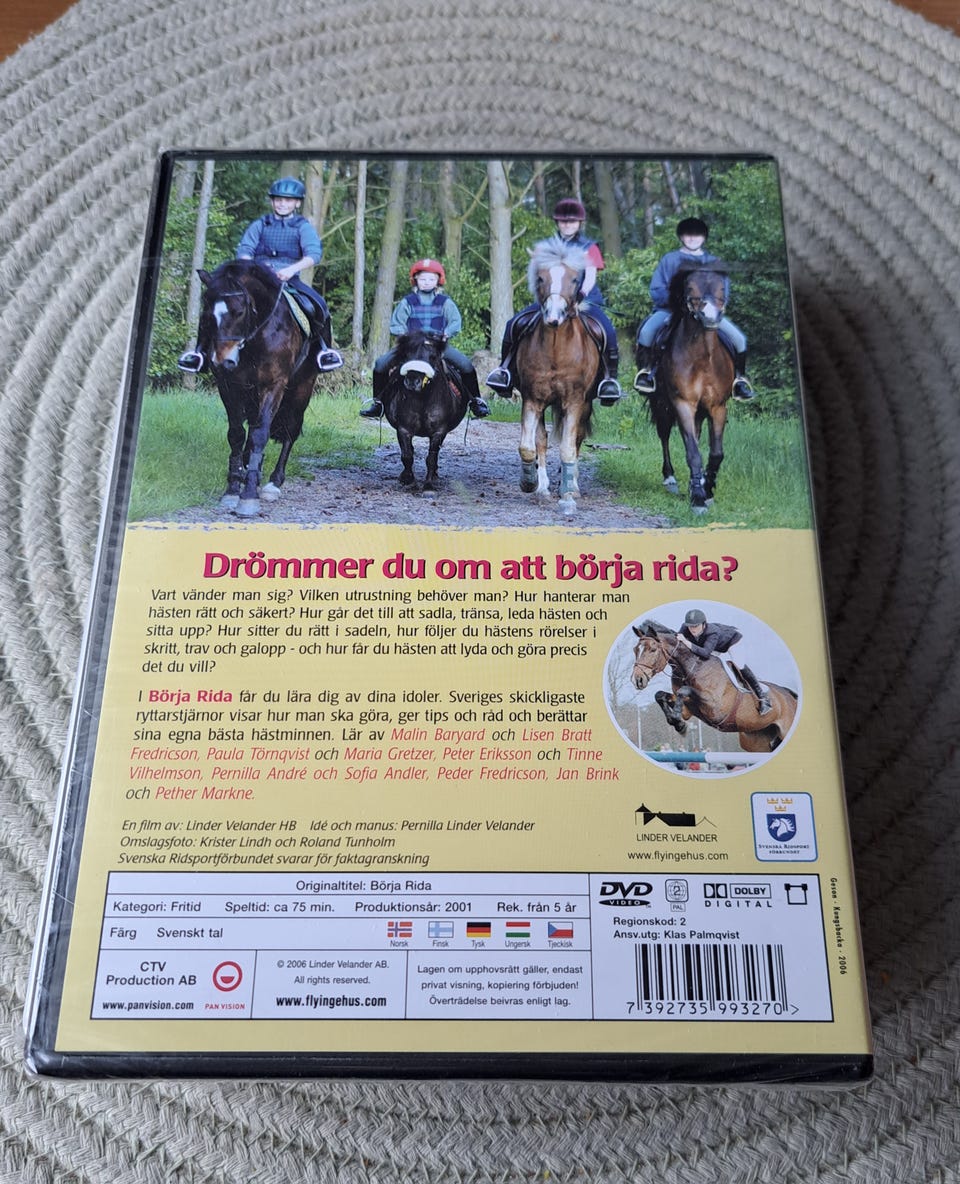 Drömmer du om att börja rida?
Vart vänder man sig? Vilken utrustning behöver man? Hur hanterar man
hästen rätt och säkert? Hur går det till att sadla, tränsa, leda hästen och
sitta upp? Hur sitter du rätt i sadeln, hur följer du hästens rörelser i
skritt, trav och galopp - och hur får du hästen att lyda och göra precis
det du vill?
I Börja Rida får du lära dig av dina idoler. Sveriges skickligaste
ryttarstjärnor visar hur man ska göra, ger tips och råd och berättar
sina egna bästa hästminnen. Lär av Malin Baryard och Lisen Bratt
Fredricson, Paula Törnqvist och Maria Gretzer, Peter Eriksson och Tinne
Vilhelmson, Pernilla André och Sofia Andler, Peder Fredricson, Jan Brink
och Pether Markne.
En film av: Linder Velander HB Idé och manus: Pernilla Linder Velander
Omslagsfoto: Krister Lindh och Roland Tunholm
Svenska Ridsportförbundet svarar för faktagranskning
LINDER VELANDER
www.flyingehus.com
SVENSKA RIDSPORT
FÖRBUNDET
Originaltitel: Börja Rida
Kategori: Fritid Speltid: ca 75 min. Produktionsår: 2001 Rek. från 5 år
Färg Svenskt tal
Norsk Finsk Tysk Ungersk Tjeckisk
CTV
Production AB
www.panvision.com
PAN VISION
© 2006 Linder Velander AB.
All rights reserved.
www.flyingehus.com
Lagen om upphovsrätt gäller, endast
privat visning, kopiering förbjuden!
Överträdelse beivras enligt lag.
DVD
VIDEO
2
PAL
DOLBY
DIGITAL
Regionskod: 2
Ansv.utg: Klas Palmqvist
7 392735 993270 >
Geson - Kungsbacka - 2006